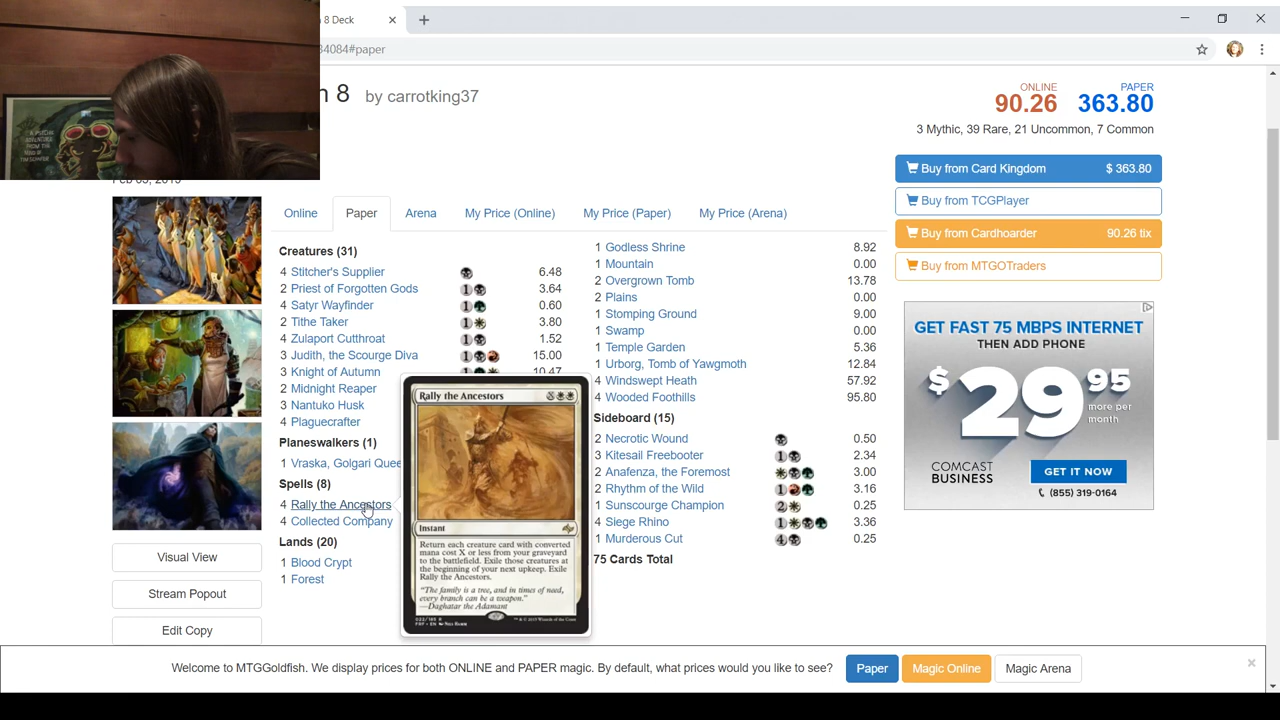 8 Deck
34084#paper
8 by carrotking37
ONLINE
90.26
PAPER
363.80
3 Mythic, 39 Rare, 21 Uncommon, 7 Common
Buy from Card Kingdom $ 363.80
Buy from TCGPlayer
Buy from Cardhoarder 90.26 tix
Buy from MTGOTraders
Online
Paper
Arena
My Price (Online)
My Price (Paper)
My Price (Arena)
Creatures (31)
4 Stitcher's Supplier 6.48
2 Priest of Forgotten Gods 1 3.64
4 Satyr Wayfinder 1 0.60
2 Tithe Taker 1 3.80
4 Zulaport Cutthroat 1 1.52
3 Judith, the Scourge Diva 1 15.00
3 Knight of Autumn 1 10.47
2 Midnight Reaper
3 Nantuko Husk
4 Plaguecrafter
Planeswalkers (1)
1 Vraska, Golgari Quee
Spells (8)
4 Rally the Ancestors
4 Collected Company
Lands (20)
1 Blood Crypt
1 Forest
1 Godless Shrine 8.92
1 Mountain 0.00
2 Overgrown Tomb 13.78
2 Plains 0.00
1 Stomping Ground 9.00
1 Swamp 0.00
1 Temple Garden 5.36
1 Urborg, Tomb of Yawgmoth 12.84
4 Windswept Heath 57.92
4 Wooded Foothills 95.80
Sideboard (15)
2 Necrotic Wound 0.50
3 Kitesail Freebooter 1 2.34
2 Anafenza, the Foremost 3.00
2 Rhythm of the Wild 1 3.16
1 Sunscourge Champion 2 0.25
4 Siege Rhino 1 3.36
1 Murderous Cut 4 0.25
75 Cards Total
Rally the Ancestors X
Instant
Return each creature card with converted
mana cost X or less from your graveyard
to the battlefield. Exile those creatures at
the beginning of your next upkeep. Exile
Rally the Ancestors.
"The family is a tree, and in times of need,
every branch can be a weapon."
—Daghatar the Adamant
Visual View
Stream Popout
Edit Copy
GET FAST 75 MBPS INTERNET
THEN ADD PHONE
$29 95
more per
month
COMCAST
BUSINESS
GET IT NOW
(855) 319-0164
Welcome to MTGGoldfish. We display prices for both ONLINE and PAPER magic. By default, what prices would you like to see?
Paper
Magic Online
Magic Arena